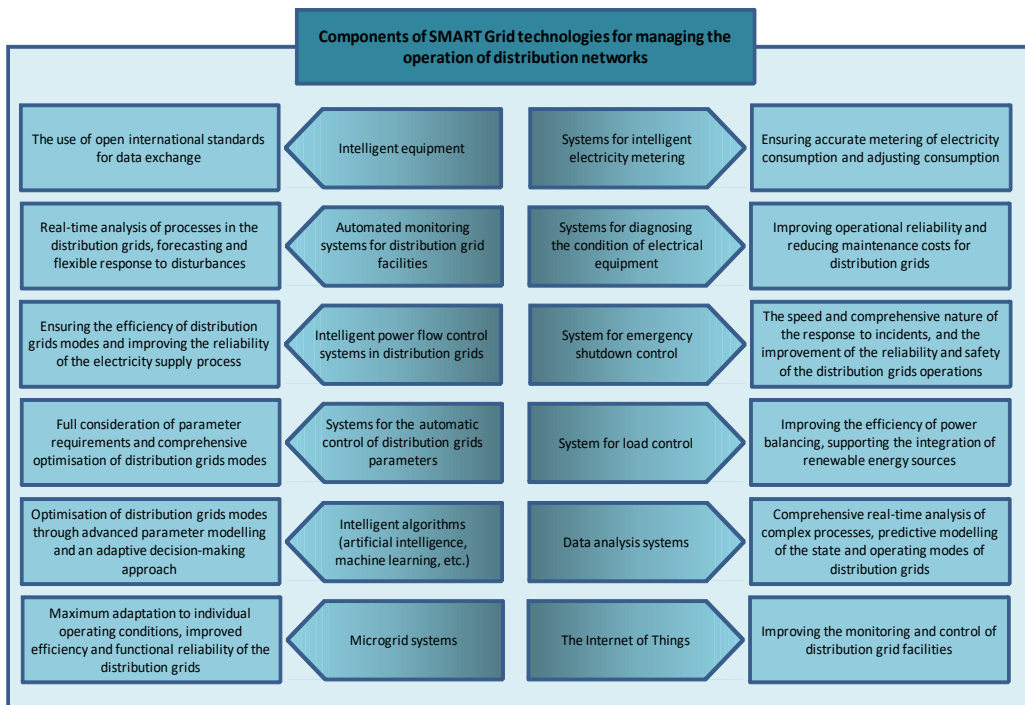 Components of SMART Grid technologies for managing the
operation of distribution networks
The use of open international standards
for data exchange
Intelligent equipment
Systems for intelligent
electricity metering
Ensuring accurate metering of electricity
consumption and adjusting consumption
Real-time analysis of processes in the
distribution grids, forecasting and
flexible response to disturbances
Automated monitoring
systems for distribution grid
facilities
Systems for diagnosing
the condition of electrical
equipment
Improving operational reliability and
reducing maintenance costs for
distribution grids
Ensuring the efficiency of distribution
grids modes and improving the reliability
of the electricity supply process
Intelligent power flow control
systems in distribution grids
System for emergency
shutdown control
The speed and comprehensive nature of
the response to incidents, and the
improvement of the reliability and safety
of the distribution grids operations
Full consideration of parameter
requirements and comprehensive
optimisation of distribution grids modes
Systems for the automatic
control of distribution grids
parameters
System for load control
Improving the efficiency of power
balancing, supporting the integration of
renewable energy sources
Optimisation of distribution grids modes
through advanced parameter modelling
and an adaptive decision-making
approach
Intelligent algorithms
(artificial intelligence,
machine learning, etc.)
Data analysis systems
Comprehensive real-time analysis of
complex processes, predictive modelling
of the state and operating modes of
distribution grids
Maximum adaptation to individual
operating conditions, improved
efficiency and functional reliability of the
distribution grids
Microgrid systems
The Internet of Things
Improving the monitoring and control of
distribution grid facilities